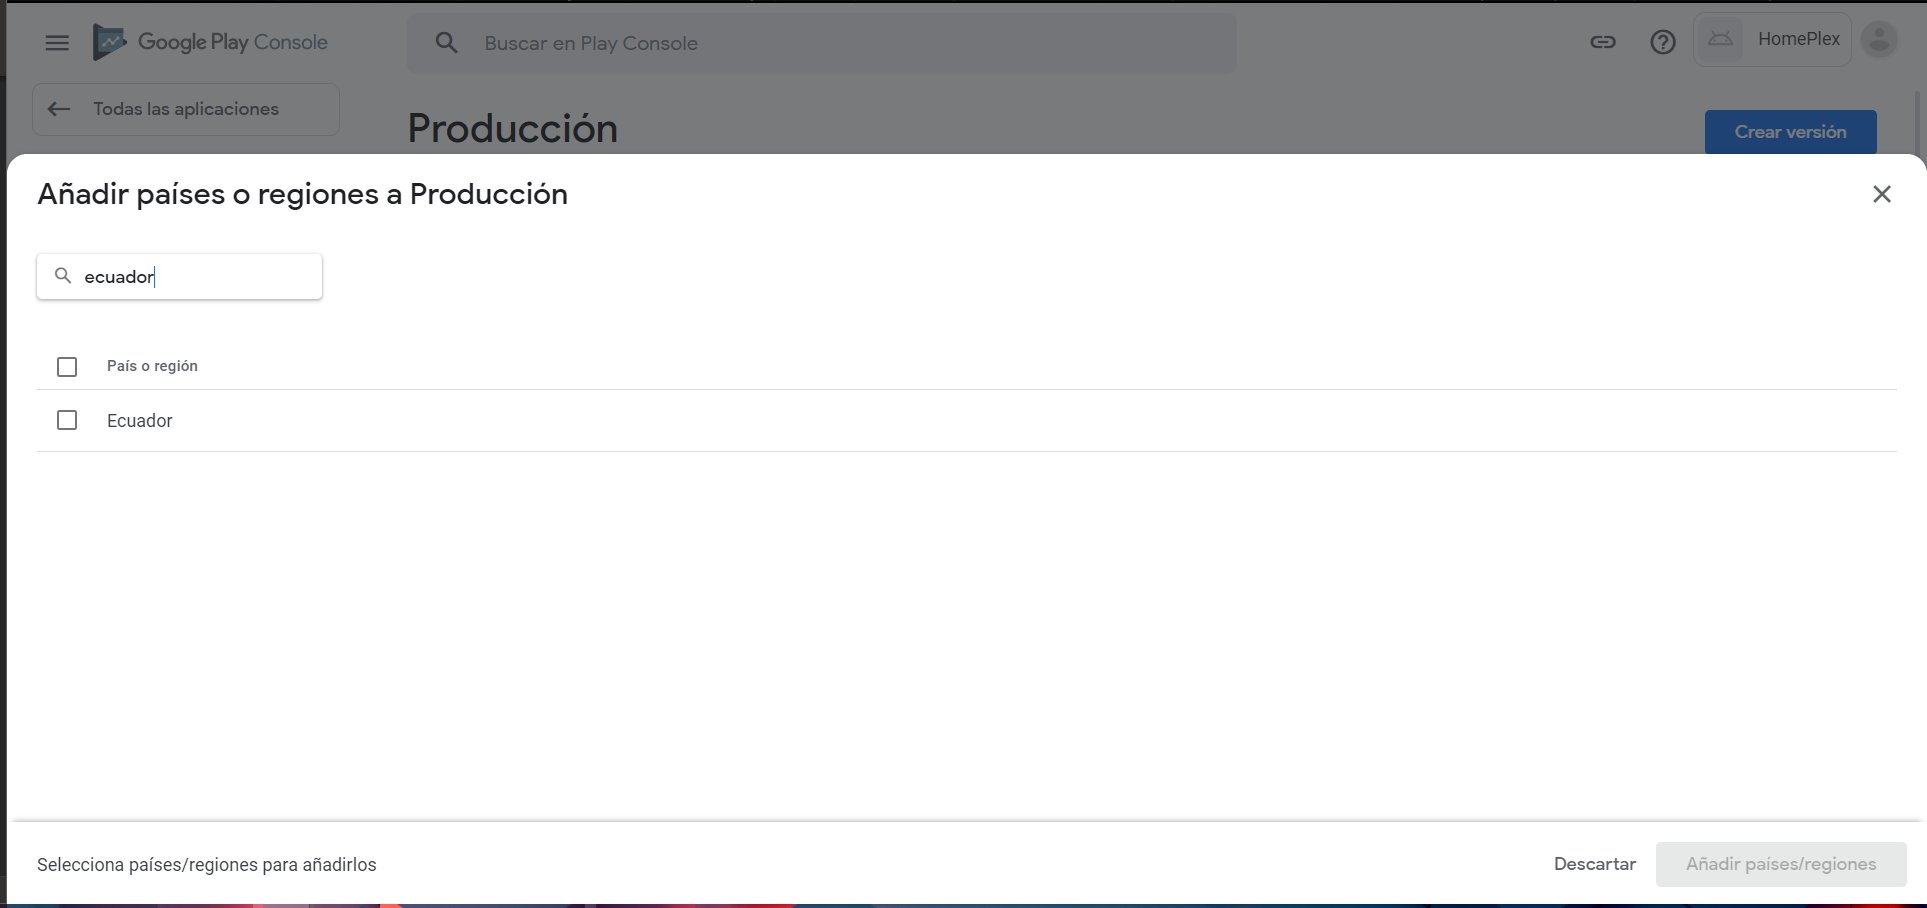 Google Play Console
Buscar en Play Console
HomePlex
Todas las aplicaciones
Producción
Crear versión
Añadir países o regiones a Producción
ecuador
País o región
Ecuador
Selecciona países/regiones para añadirlos
Descartar
Añadir países/regiones